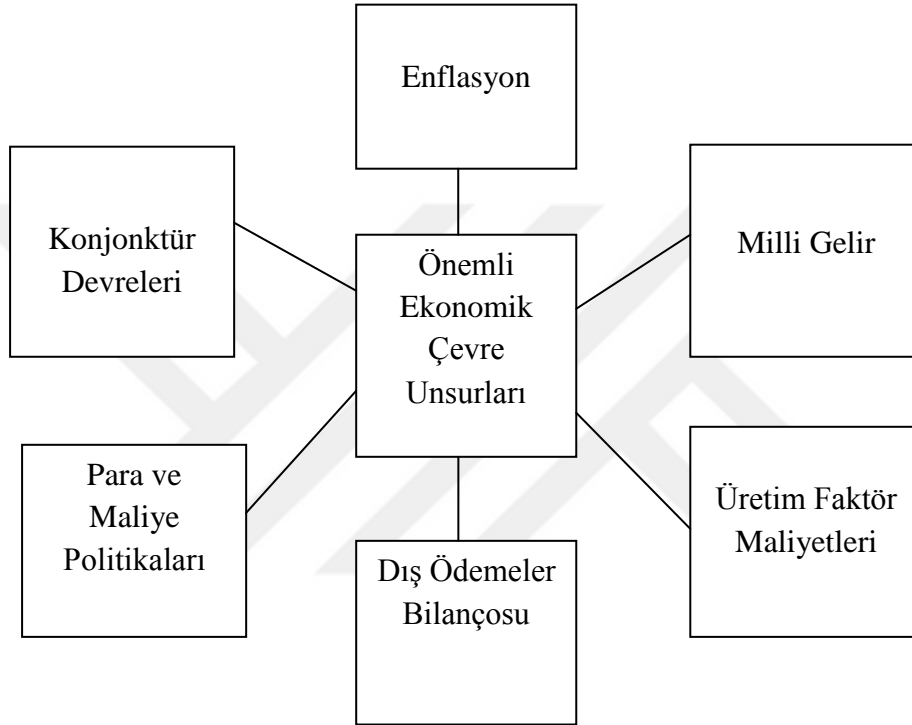 Enflasyon
Konjonktür
Devreleri
Milli Gelir
Önemli
Ekonomik
Çevre
Unsurları
Para ve
Maliye
Politikaları
Üretim Faktör
Maliyetleri
Dış Ödemeler
Bilançosu